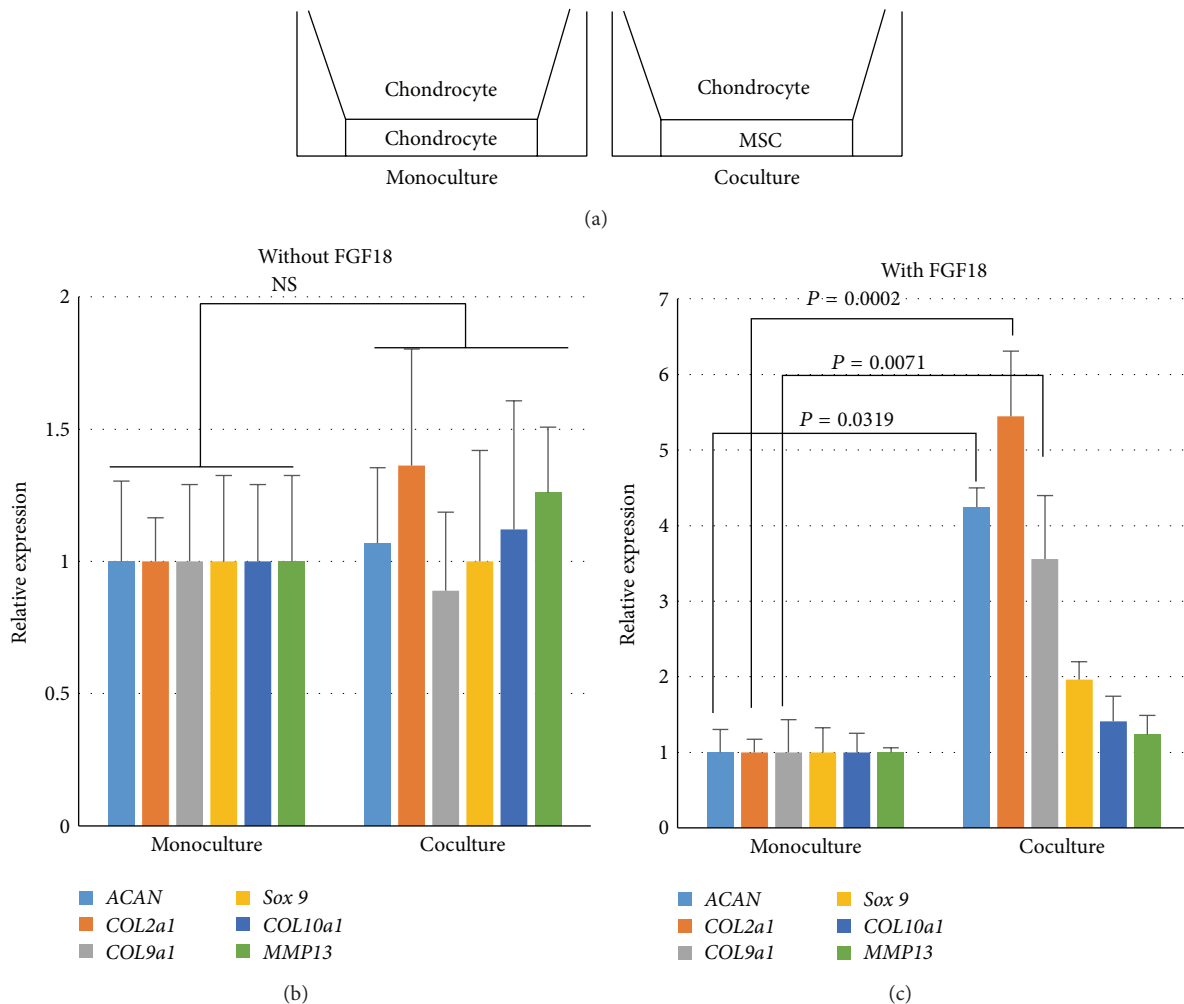 Chondrocyte
Chondrocyte
Monoculture
Chondrocyte
MSC
Coculture
(a)
Without FGF18
NS
2
1.5
1
0.5
0
Relative expression
Monoculture
Coculture
ACAN
COL2a1
COL9a1
Sox 9
COL10a1
MMP13
(b)
With FGF18
P = 0.0002
P = 0.0071
P = 0.0319
7
6
5
4
3
2
1
0
Relative expression
Monoculture
Coculture
ACAN
COL2a1
COL9a1
Sox 9
COL10a1
MMP13
(c)